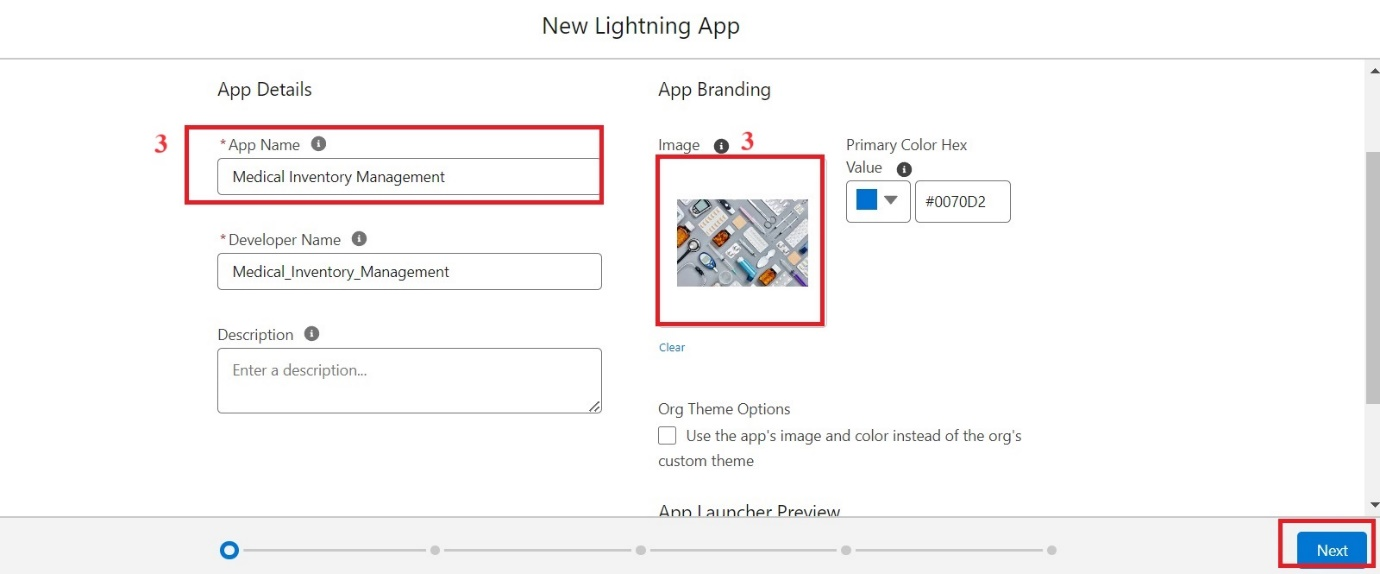 New Lightning App
App Details
App Branding
3
*App Name
Medical Inventory Management
Image
3
Primary Color Hex
Value
#0070D2
*Developer Name
Medical_Inventory_Management
Description
Enter a description...
Clear
Org Theme Options
Use the app's image and color instead of the org's
custom theme
App Launcher Preview
Next